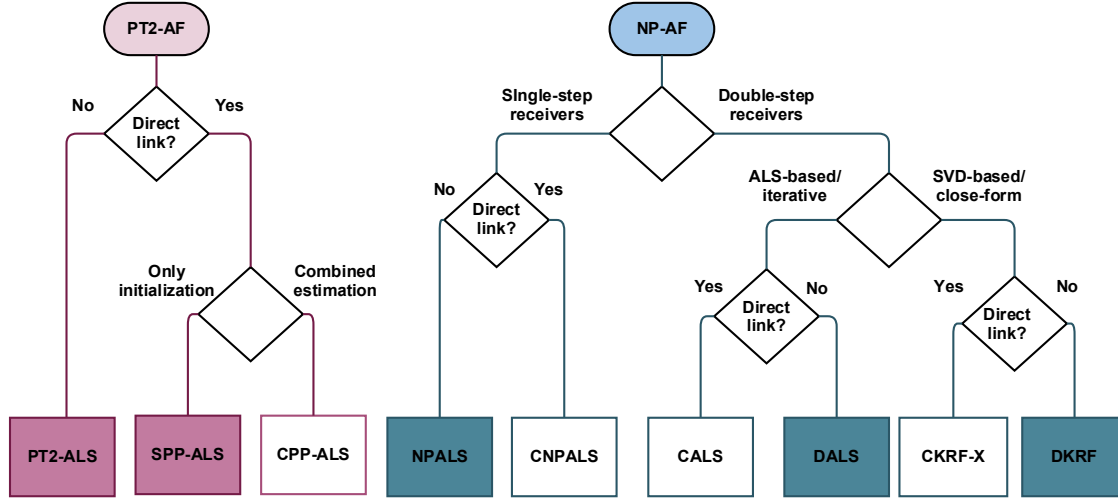 PT2-AF
NP-AF
No
Yes
Direct
link?
SIngle-step
receivers
Double-step
receivers
No
Yes
Direct
link?
ALS-based/
iterative
SVD-based/
close-form
Only
initialization
Combined
estimation
Yes
No
Direct
link?
Yes
No
Direct
link?
PT2-ALS
SPP-ALS
CPP-ALS
NPALS
CNPALS
CALS
DALS
CKRF-X
DKRF